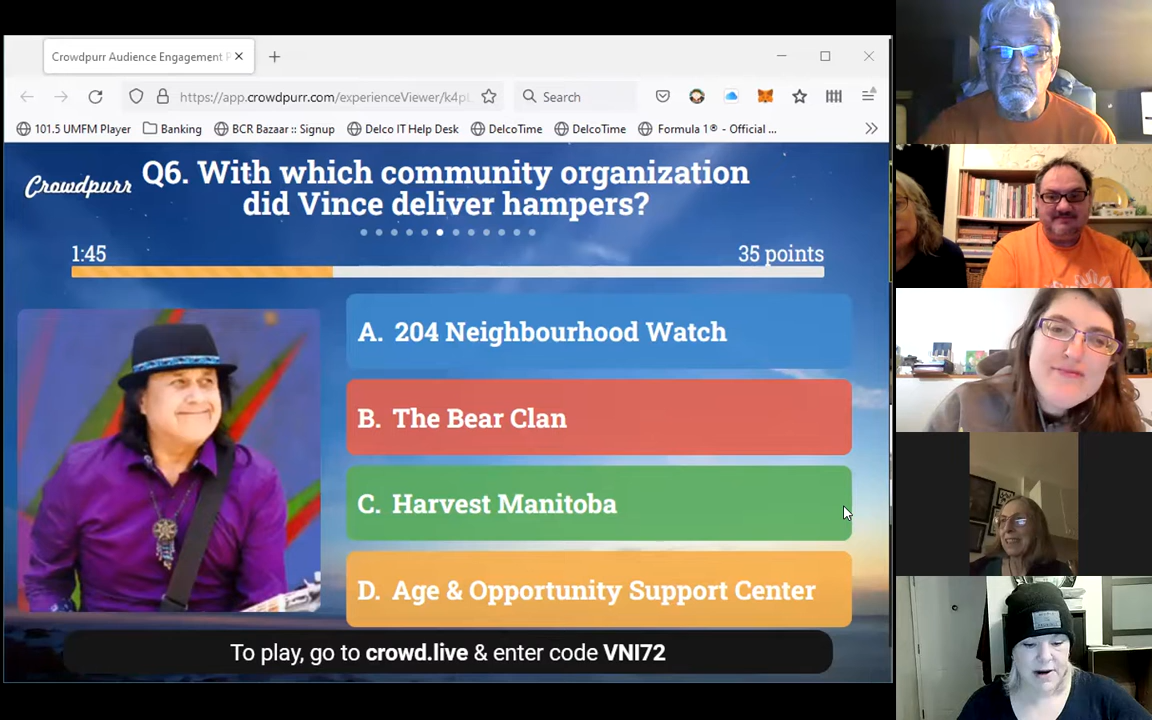 Crowdpurr Audience Engagement P
https://app.crowdpurr.com/experienceViewer/k4pL
Search
101.5 UMFM Player
Banking
BCR Bazaar :: Signup
Delco IT Help Desk
DelcoTime
DelcoTime
Formula 1® - Official ...
Crowdpurr
Q6. With which community organization
did Vince deliver hampers?
1:45
35 points
A. 204 Neighbourhood Watch
B. The Bear Clan
C. Harvest Manitoba
D. Age & Opportunity Support Center
To play, go to crowd.live & enter code VNI72